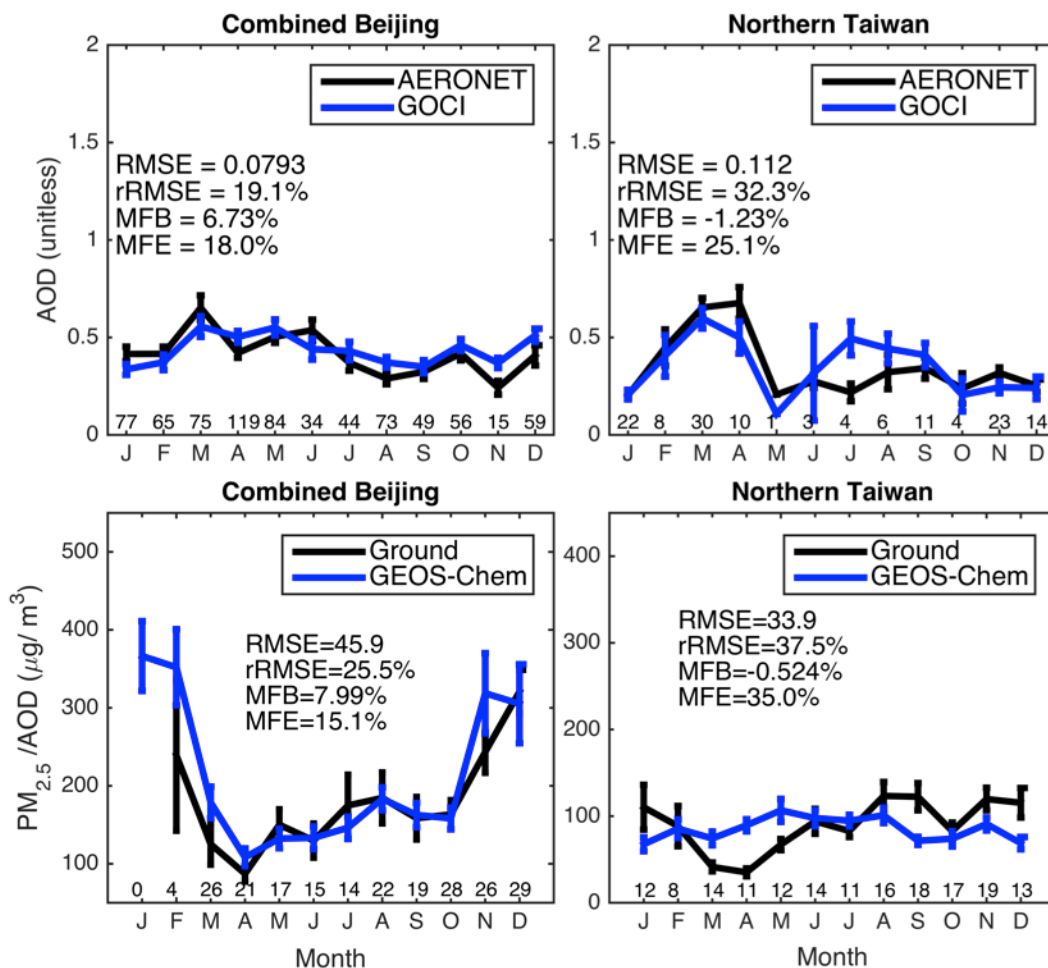 Combined Beijing
AERONET
GOCI
RMSE = 0.0793
rRMSE = 19.1%
MFB = 6.73%
MFE = 18.0%
AOD (unitless)
2
1.5
1
0.5
0
77 65 75 119 84 34 44 73 49 56 15 59
J F M A M J J A S O N D
Northern Taiwan
AERONET
GOCI
RMSE = 0.112
rRMSE = 32.3%
MFB = -1.23%
MFE = 25.1%
2
1.5
1
0.5
0
22 8 30 10 1 3 4 6 11 4 23 14
J F M A M J J A S O N D
Combined Beijing
Ground
GEOS-Chem
RMSE=45.9
rRMSE=25.5%
MFB=7.99%
MFE=15.1%
PM2.5 /AOD (μg/ m3)
500
400
300
200
100
0 4 26 21 17 15 14 22 19 28 26 29
J F M A M J J A S O N D
Month
Northern Taiwan
Ground
GEOS-Chem
RMSE=33.9
rRMSE=37.5%
MFB=-0.524%
MFE=35.0%
400
300
200
100
0
12 8 14 11 12 14 11 16 18 17 19 13
J F M A M J J A S O N D
Month